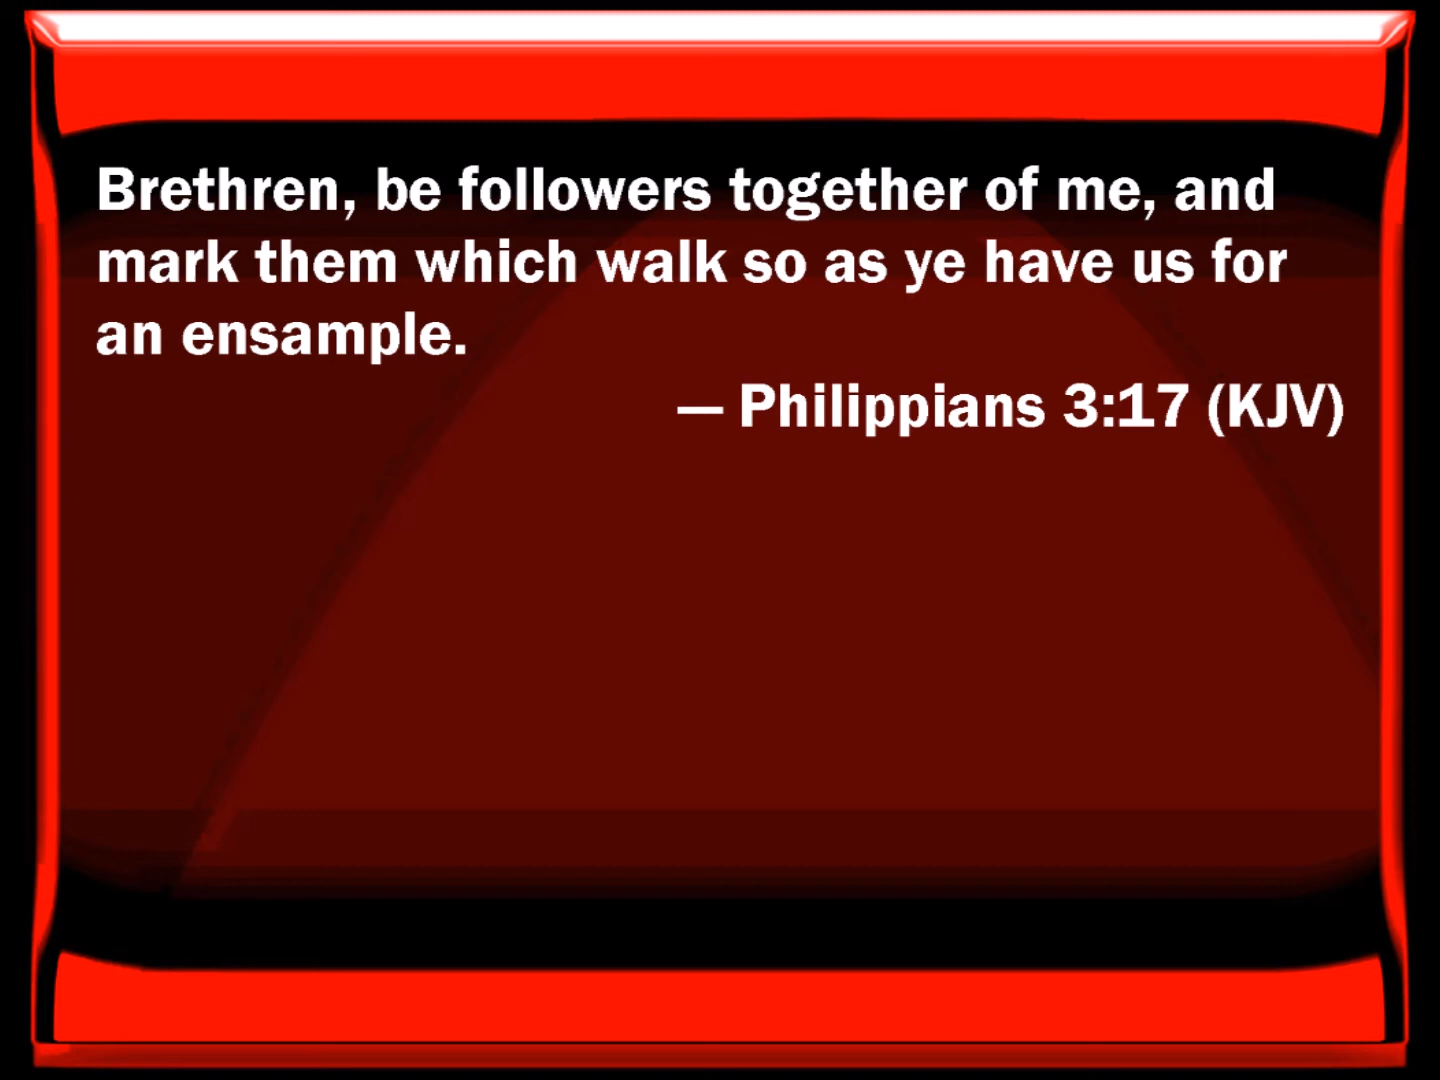 Brethren, be followers together of me, and
mark them which walk so as ye have us for
an ensample.
— Philippians 3:17 (KJV)